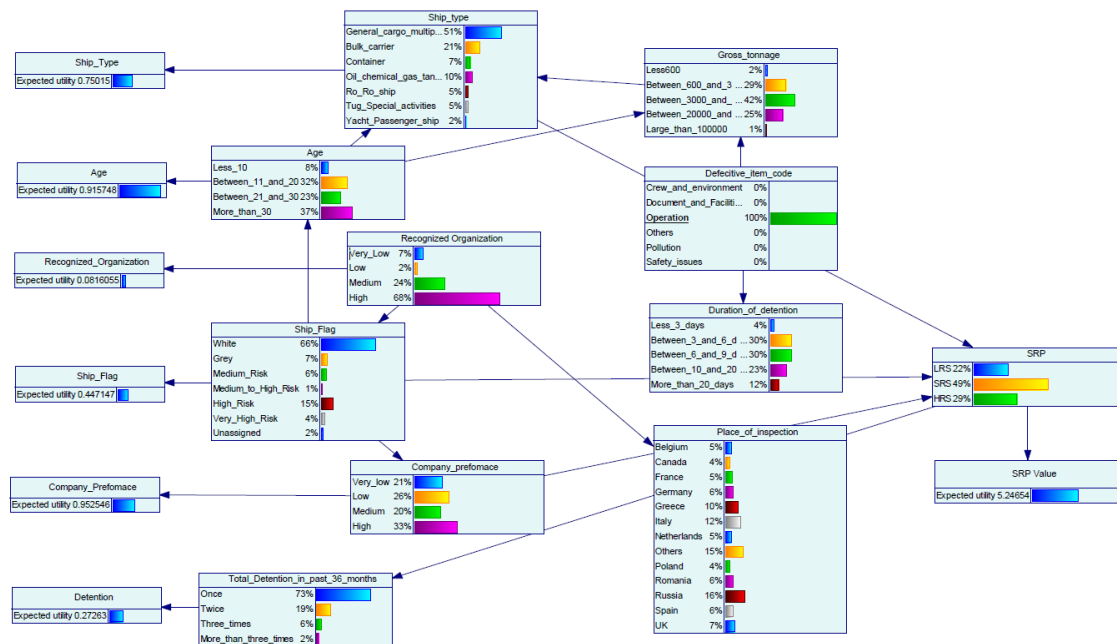 Ship_type
General_cargo_multip... 51%
Bulk_carrier 21%
Container 7%
Oil_chemical_gas_tan... 10%
Ro_Ro_ship 5%
Tug_Special_activities 5%
Yacht_Passenger_ship 2%
Ship_Type
Expected utility 0.75015
Gross_tonnage
Less600 2%
Between_600_and_3 ... 29%
Between_3000_and_ ... 42%
Between_20000_and ... 25%
Large_than_100000 1%
Age
Less_10 8%
Between_11_and_20 32%
Between_21_and_30 23%
More_than_30 37%
Age
Expected utility 0.915748
Defecitive_item_code
Crew_and_environment 0%
Document_and_Faciliti... 0%
Operation 100%
Others 0%
Pollution 0%
Safety_issues 0%
Recognized Organization
Very_Low 7%
Low 2%
Medium 24%
High 68%
Recognized_Organization
Expected utility 0.0816055
Duration_of_detention
Less_3_days 4%
Between_3_and_6_d ... 30%
Between_6_and_9_d ... 30%
Between_10_and_20 ... 23%
More_than_20_days 12%
Ship_Flag
White 66%
Grey 7%
Medium_Risk 6%
Medium_to_High_Risk 1%
High_Risk 15%
Very_High_Risk 4%
Unassigned 2%
Ship_Flag
Expected utility 0.447147
SRP
LRS 22%
SRS 49%
HRS 29%
Place_of_inspection
Belgium 5%
Canada 4%
France 5%
Germany 6%
Greece 10%
Italy 12%
Netherlands 5%
Others 15%
Poland 4%
Romania 6%
Russia 16%
Spain 6%
UK 7%
Company_prefomace
Very_low 21%
Low 26%
Medium 20%
High 33%
Company_Prefomace
Expected utility 0.952546
SRP Value
Expected utility 5.24654
Total_Detention_in_past_36_months
Once 73%
Twice 19%
Three_times 6%
More_than_three_times 2%
Detention
Expected utility 0.27263